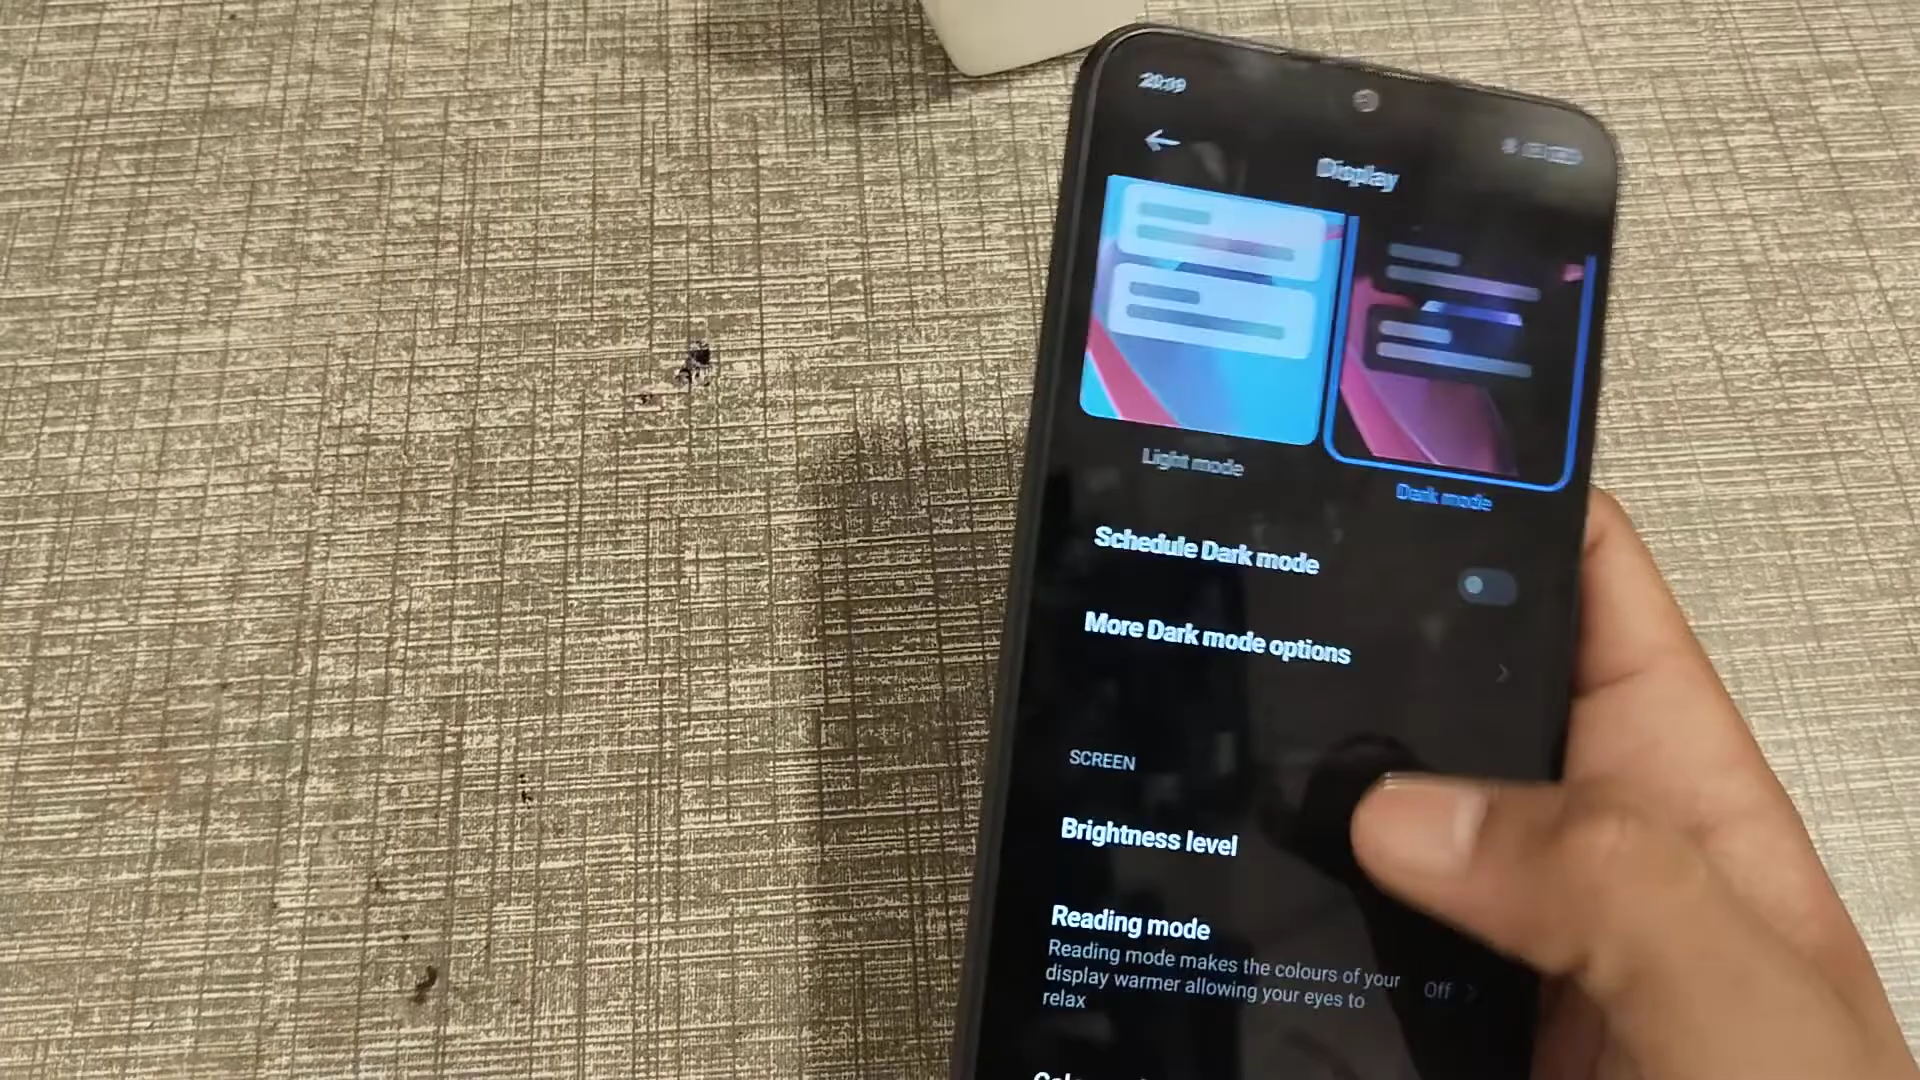 Display
Light mode
Dark mode
Schedule Dark mode
More Dark mode options
SCREEN
Brightness level
Reading mode
Reading mode makes the colours of your
display warmer allowing your eyes to
relax
Off